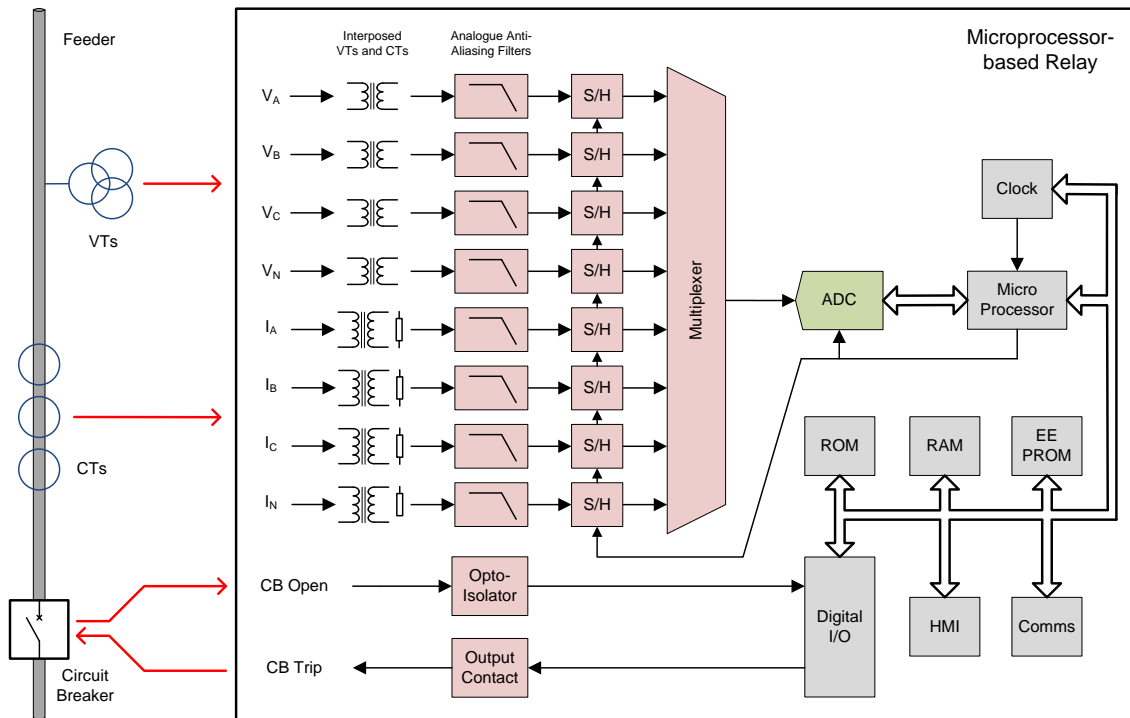 Feeder
Interposed
VTs and CTs
Analogue Anti-
Aliasing Filters
Microprocessor-
based Relay
VA
S/H
VB
S/H
VC
S/H
VN
S/H
IA
S/H
IB
S/H
IC
S/H
IN
S/H
Multiplexer
VTs
CTs
Clock
ADC
Micro
Processor
ROM
RAM
EE
PROM
CB Open
Opto-
Isolator
Digital
I/O
HMI
Comms
CB Trip
Output
Contact
Circuit
Breaker